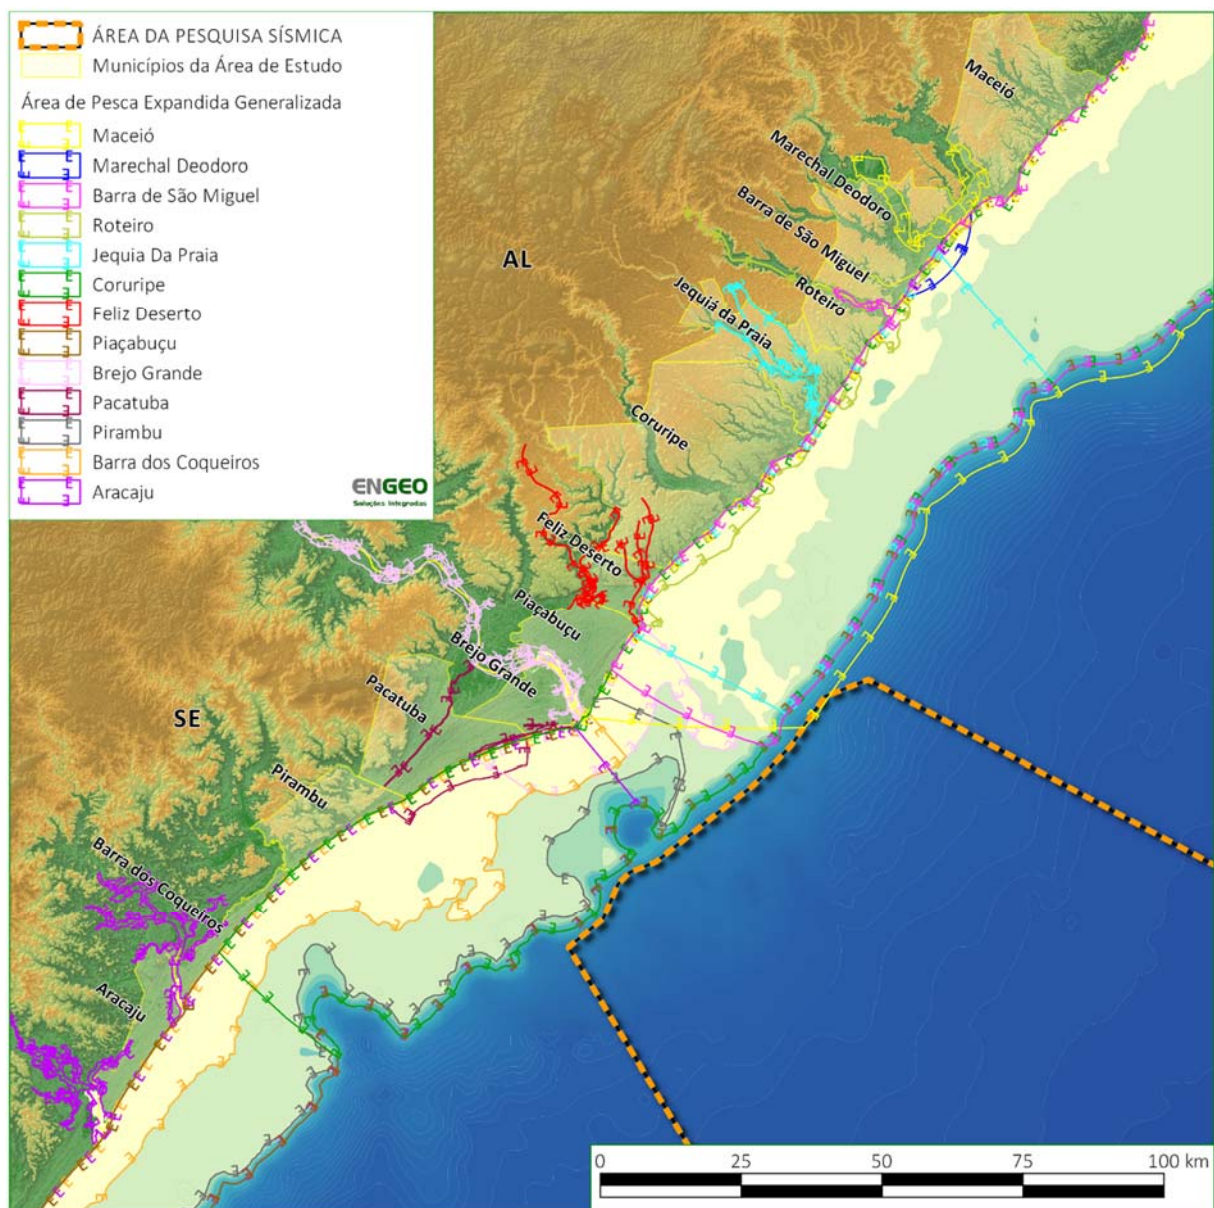 ÁREA DA PESQUISA SÍSMICA
Municípios da Área de Estudo
Área de Pesca Expandida Generalizada
Maceió
Marechal Deodoro
Barra de São Miguel
Roteiro
Jequia Da Praia
Coruripe
Feliz Deserto
Piaçabuçu
Brejo Grande
Pacatuba
Pirambu
Barra dos Coqueiros
Aracaju
ENGEO
Soluções Integradas
Maceió
Marechal Deodoro
Barra de São Miguel
Roteiro
Jequiá da Praia
AL
Coruripe
Feliz Deserto
Piaçabuçu
Brejo Grande
Pacatuba
SE
Pirambu
Barra dos Coqueiros
Aracaju
0 25 50 75 100 km